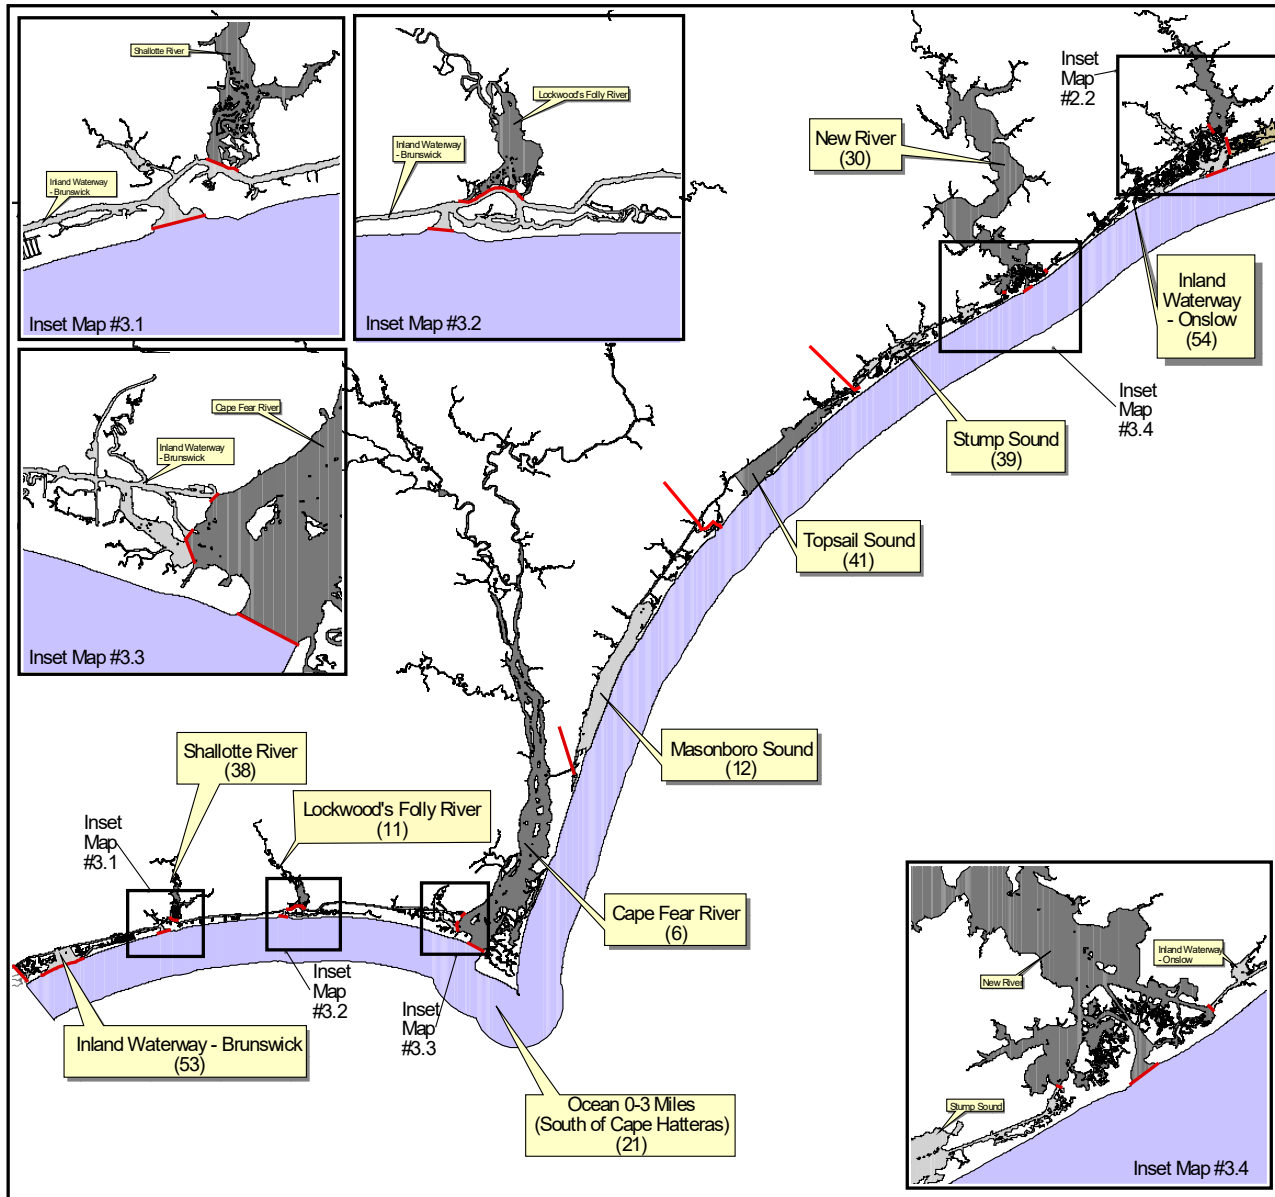 Shallotte River
Inland Waterway
- Brunswick
Inset Map #3.1
Lockwood's Folly River
Inland Waterway
- Brunswick
Inset Map #3.2
Cape Fear River
Inland Waterway
- Brunswick
Inset Map #3.3
Inset
Map
#2.2
New River
(30)
Inland
Waterway
- Onslow
(54)
Inset
Map
#3.4
Stump Sound
(39)
Topsail Sound
(41)
Masonboro Sound
(12)
Shallotte River
(38)
Lockwood's Folly River
(11)
Inset
Map
#3.1
Cape Fear River
(6)
Inset
Map
#3.2
Inset
Map
#3.3
Inland Waterway - Brunswick
(53)
Ocean 0-3 Miles
(South of Cape Hatteras)
(21)
Inland Waterway
- Onslow
New River
Stump Sound
Inset Map #3.4